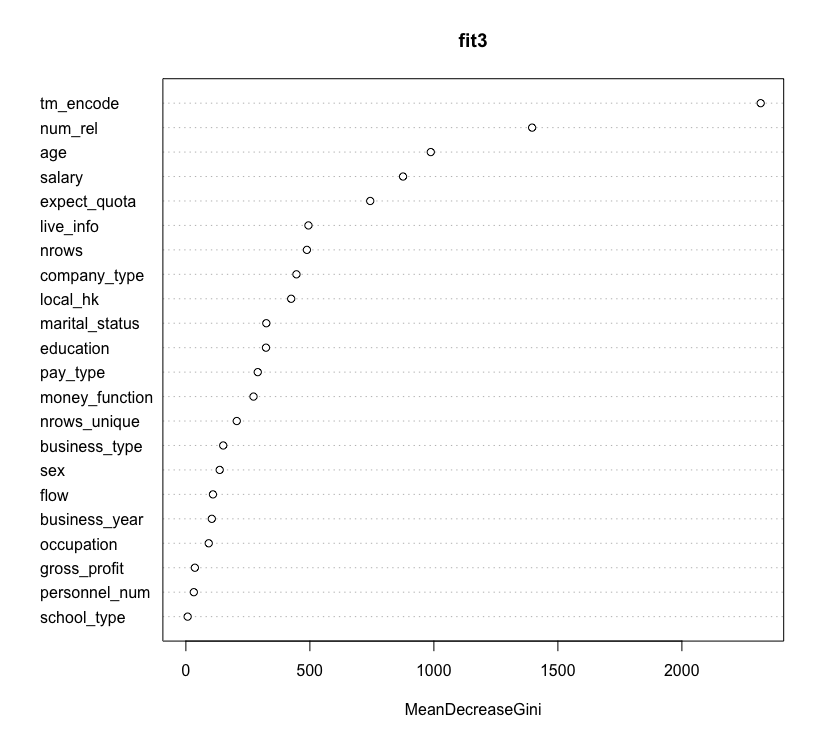 fit3
tm_encode
num_rel
age
salary
expect_quota
live_info
nrows
company_type
local_hk
marital_status
education
pay_type
money_function
nrows_unique
business_type
sex
flow
business_year
occupation
gross_profit
personnel_num
school_type
0 500 1000 1500 2000
MeanDecreaseGini